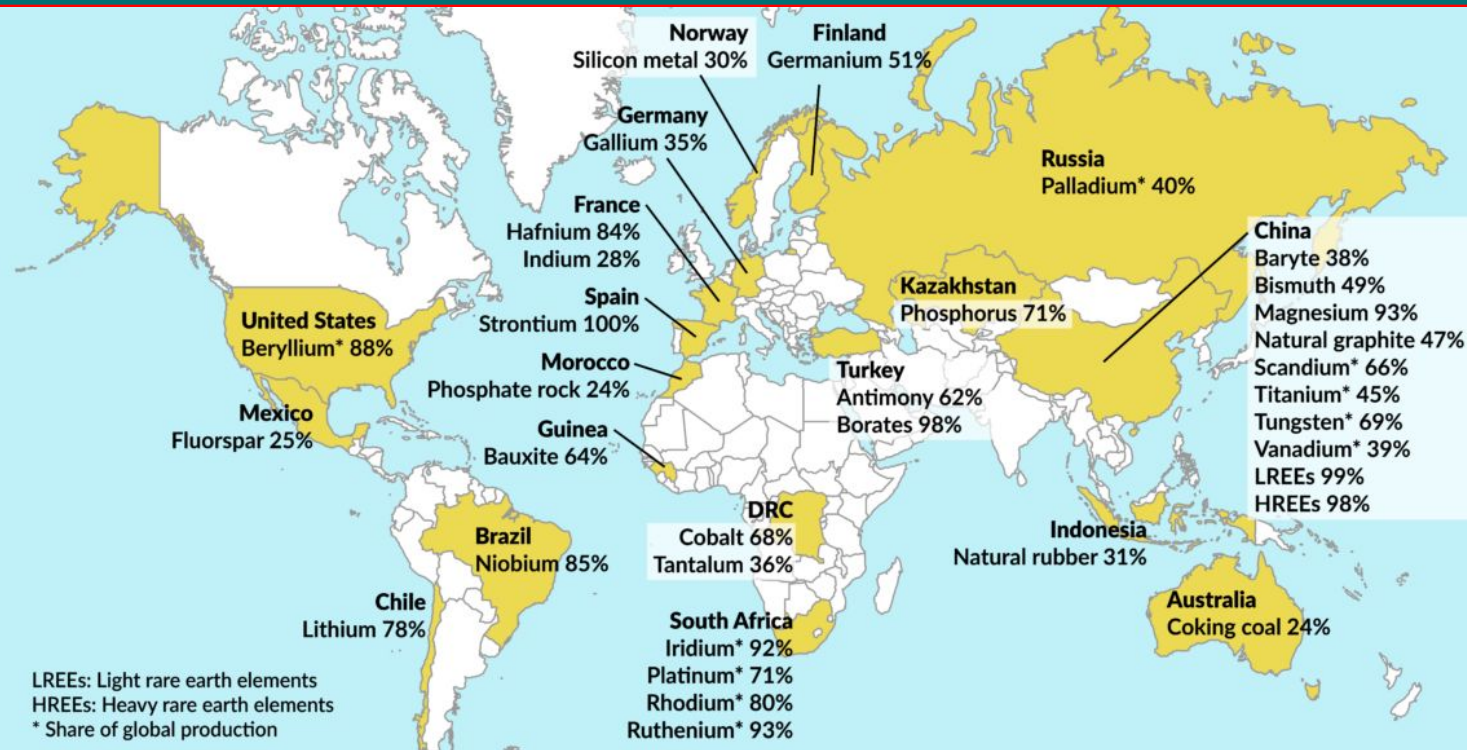 Norway
Silicon metal 30%
Finland
Germanium 51%
Germany
Gallium 35%
Russia
Palladium* 40%
France
Hafnium 84%
Indium 28%
China
Baryte 38%
Bismuth 49%
Magnesium 93%
Natural graphite 47%
Scandium* 66%
Titanium* 45%
Tungsten* 69%
Vanadium* 39%
LREEs 99%
HREEs 98%
Kazakhstan
Phosphorus 71%
Spain
Strontium 100%
United States
Beryllium* 88%
Morocco
Phosphate rock 24%
Turkey
Antimony 62%
Borates 98%
Mexico
Fluorspar 25%
Guinea
Bauxite 64%
DRC
Cobalt 68%
Tantalum 36%
Indonesia
Natural rubber 31%
Brazil
Niobium 85%
Chile
Lithium 78%
Australia
Coking coal 24%
South Africa
Iridium* 92%
Platinum* 71%
Rhodium* 80%
Ruthenium* 93%
LREEs: Light rare earth elements
HREEs: Heavy rare earth elements
* Share of global production